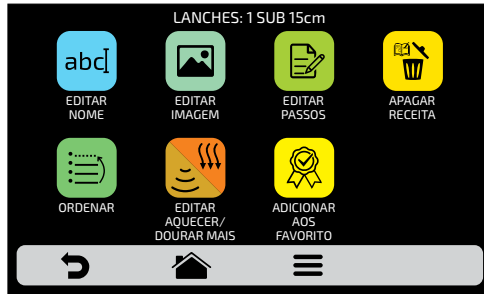 LANCHES: 1 SUB 15cm
abc
EDITAR
NOME
EDITAR
IMAGEM
EDITAR
PASSOS
APAGAR
RECEITA
ORDENAR
EDITAR
AQUECER/
DOURAR MAIS
ADICIONAR
AOS
FAVORITO